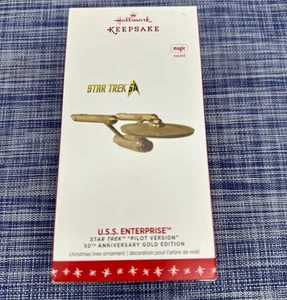 Hallmark
KEEPSAKE
magic
sound
STAR TREK 50
U.S.S. ENTERPRISE™
STAR TREK™ "PILOT VERSION"
50TH ANNIVERSARY GOLD EDITION
christmas tree ornament | décoration pour l'arbre de noël